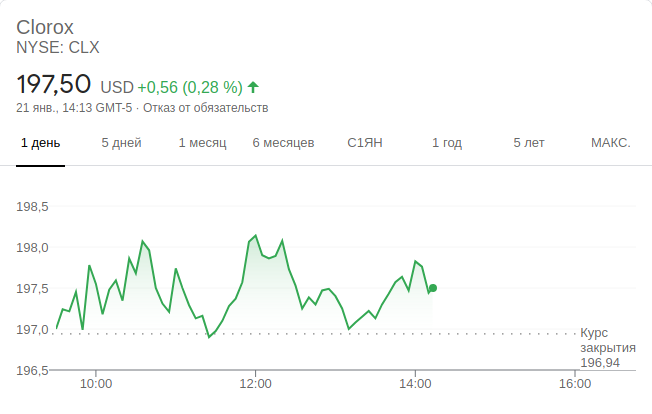 Clorox
NYSE: CLX
197,50 USD +0,56 (0,28 %)
21 янв., 14:13 GMT-5 · Отказ от обязательств
1 день 5 дней 1 месяц 6 месяцев С1ЯН 1 год 5 лет МАКС.
198,5
198,0
197,5
197,0
Курс
закрытия
196,94
196,5
10:00 12:00 14:00 16:00